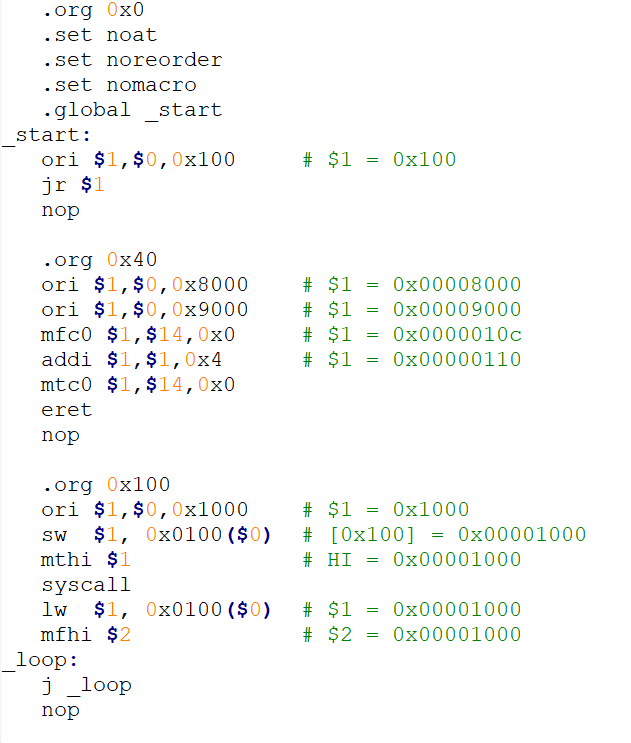 .org 0x0
.set noat
.set noreorder
.set nomacro
.global _start
_start:
ori $1,$0,0x100 # $1 = 0x100
jr $1
nop
.org 0x40
ori $1,$0,0x8000 # $1 = 0x00008000
ori $1,$0,0x9000 # $1 = 0x00009000
mfc0 $1,$14,0x0 # $1 = 0x0000010c
addi $1,$1,0x4 # $1 = 0x00000110
mtc0 $1,$14,0x0
eret
nop
.org 0x100
ori $1,$0,0x1000 # $1 = 0x1000
sw $1, 0x0100($0) # [0x100] = 0x00001000
mthi $1 # HI = 0x00001000
syscall
lw $1, 0x0100($0) # $1 = 0x00001000
mfhi $2 # $2 = 0x00001000
_loop:
j _loop
nop